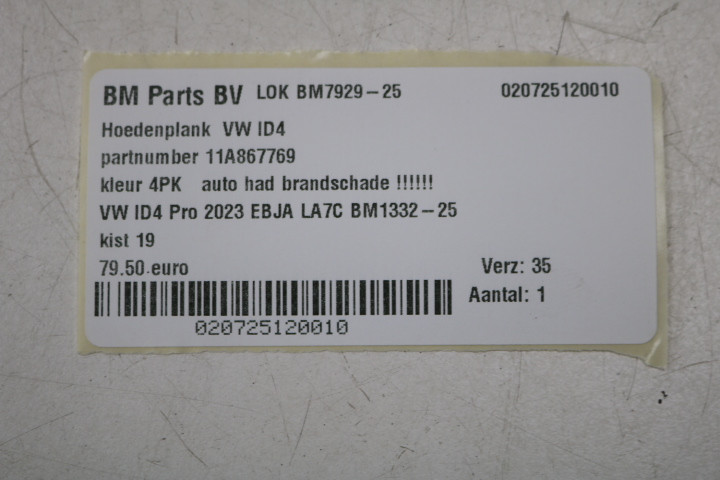 BM Parts BV LOK BM7929-25 020725120010
Hoedenplank VW ID4
partnumber 11A867769
kleur 4PK auto had brandschade !!!!!!
VW ID4 Pro 2023 EBJA LA7C BM1332-25
kist 19
79.50 euro Verz: 35
Aantal: 1
020725120010